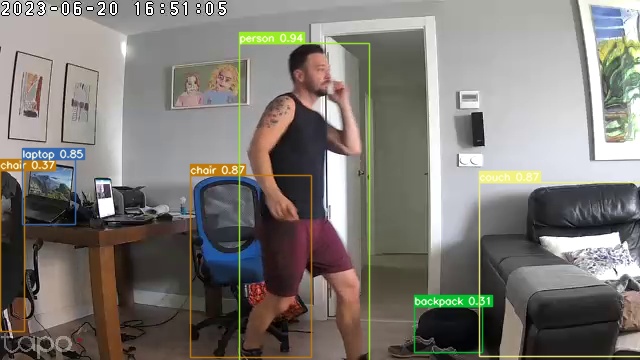 2023-06-20 16:51:05
person 0.94
laptop 0.85
chair 0.37
chair 0.87
couch 0.87
backpack 0.31
tapo